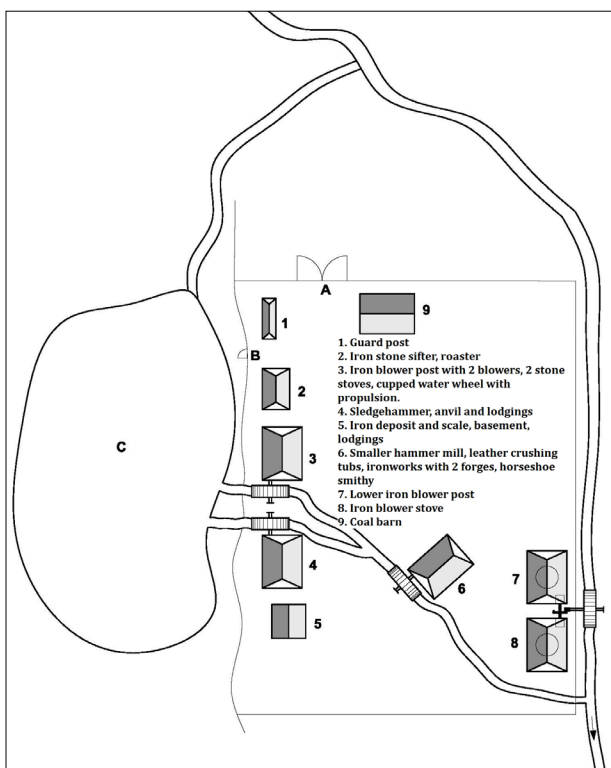 A
1
9
B
2
C
3
4
5
6
7
8
1. Guard post
2. Iron stone sifter, roaster
3. Iron blower post with 2 blowers, 2 stone
stoves, cupped water wheel with
propulsion.
4. Sledgehammer, anvil and lodgings
5. Iron deposit and scale, basement,
lodgings
6. Smaller hammer mill, leather crushing
tubs, ironworks with 2 forges, horseshoe
smithy
7. Lower iron blower post
8. Iron blower stove
9. Coal barn